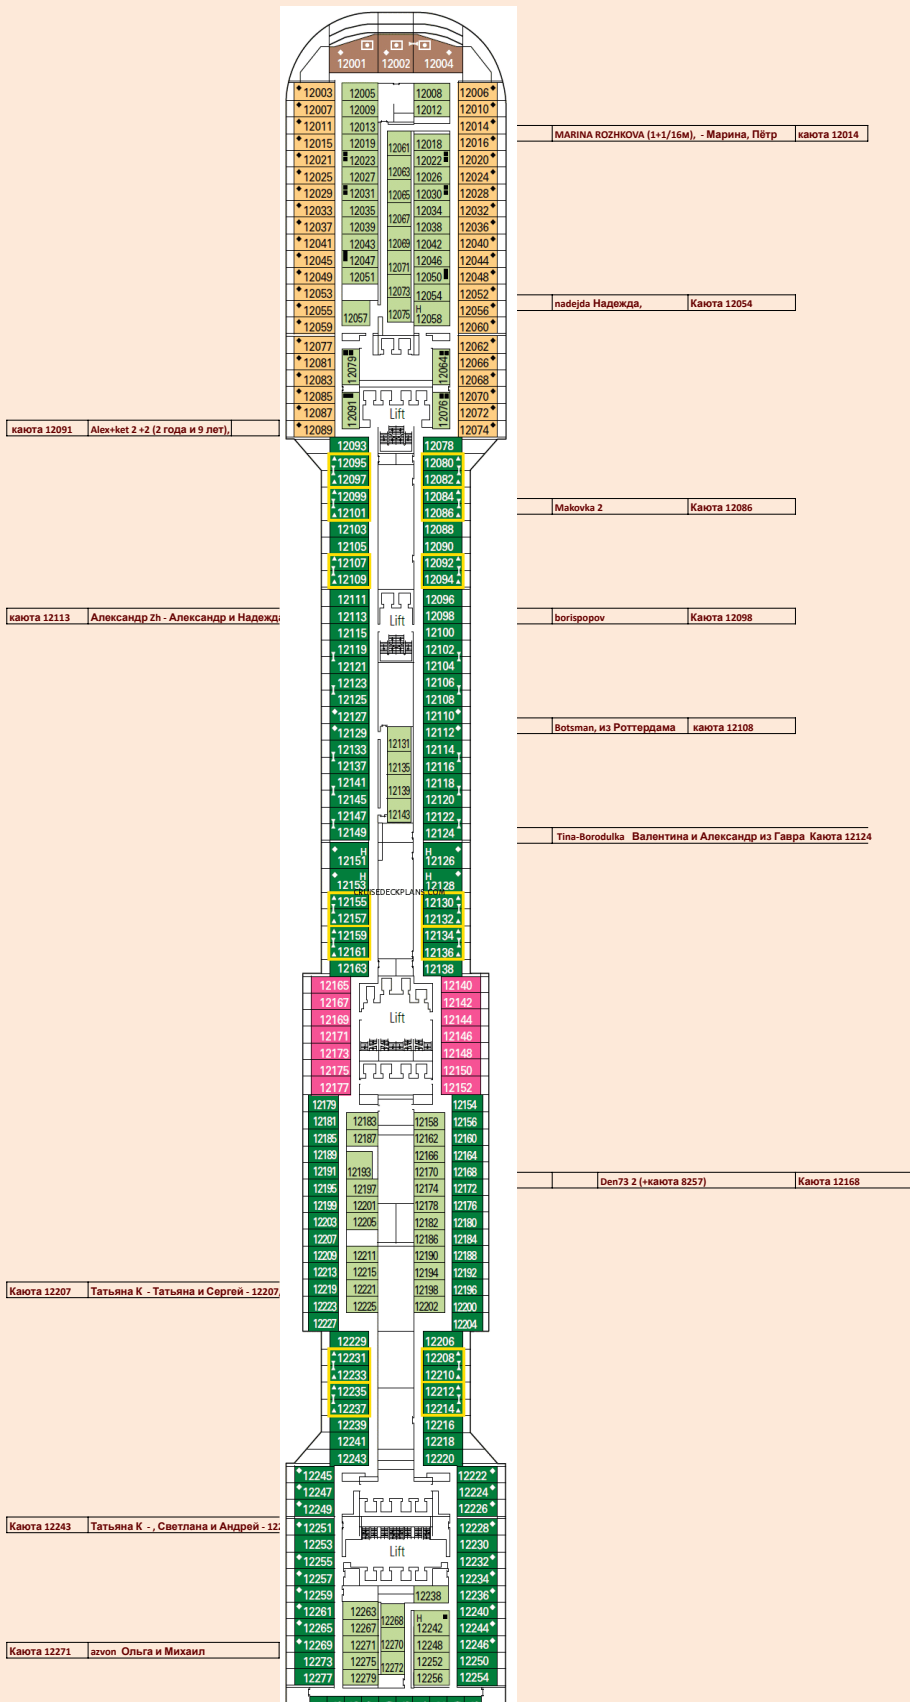 12001 12002 12004
12003 12005 12008 12006
12007 12009 12012 12010
12011 12013 12014
MARINA ROZHKOVA (1+1/16м), - Марина, Пётр каюта 12014
12015 12019 12061 12018 12016
12021 12023 12022 12020
12025 12027 12063 12026 12024
12029 12031 12065 12030 12028
12033 12035 12067 12034 12032
12037 12039 12038 12036
12041 12043 12069 12042 12040
12045 12047 12071 12046 12044
12049 12051 12050 12048
12053 12073 12054 12052
nadejda Надежда, Каюта 12054
12055 12057 12075 H 12058 12056
12059 12060
12077 12062
12081 12079 12064 12066
12083 12068
12085 12091 12076 12070
12087 Lift 12072
12089 12074
каюта 12091 Alex+ket 2 +2 (2 года и 9 лет),
12093 12078
12095 12080
12097 12082
12099 12084
12101 12086
Makovka 2 Каюта 12086
12103 12088
12105 12090
12107 12092
12109 12094
12111 12096
12113 Lift 12098
каюта 12113 Александр Zh - Александр и Надежда
borispopov Каюта 12098
12115 12100
12119 12102
12121 12104
12123 12106
12125 12108
12127 12110
Botsman, из Роттердама каюта 12108
12129 12112
12133 12131 12114
12137 12135 12116
12141 12139 12118
12145 12120
12147 12143 12122
12149 12124
Tina-Borodulka Валентина и Александр из Гавра Каюта 12124
H 12151 H 12126
H 12153 H 12128
CRUISEDECKPLANS.COM
12155 12130
12157 12132
12159 12134
12161 12136
12163 12138
12165 12140
12167 12142
12169 Lift 12144
12171 12146
12173 12148
12175 12150
12177 12152
12179 12154
12181 12183 12158 12156
12185 12187 12162 12160
12189 12166 12164
12191 12193 12170 12168
Den73 2 (+каюта 8257) Каюта 12168
12195 12197 12174 12172
12199 12201 12178 12176
12203 12205 12182 12180
12207 12186 12184
12209 12211 12190 12188
12213 12215 12194 12192
12219 12221 12198 12196
Каюта 12207 Татьяна К - Татьяна и Сергей - 12207,
12223 12225 12202 12200
12227 12204
12229 12206
12231 12208
12233 12210
12235 12212
12237 12214
12239 12216
12241 12218
12243 12220
12245 12222
12247 12224
12249 12226
12251 12228
Каюта 12243 Татьяна К - , Светлана и Андрей - 122
12253 12230
12255 Lift 12232
12257 12234
12259 12238 12236
12261 12263 12268 H 12240
12265 12267 12242 12244
12269 12271 12270 12248 12246
Каюта 12271 azvon Ольга и Михаил
12273 12275 12272 12252 12250
12277 12279 12256 12254